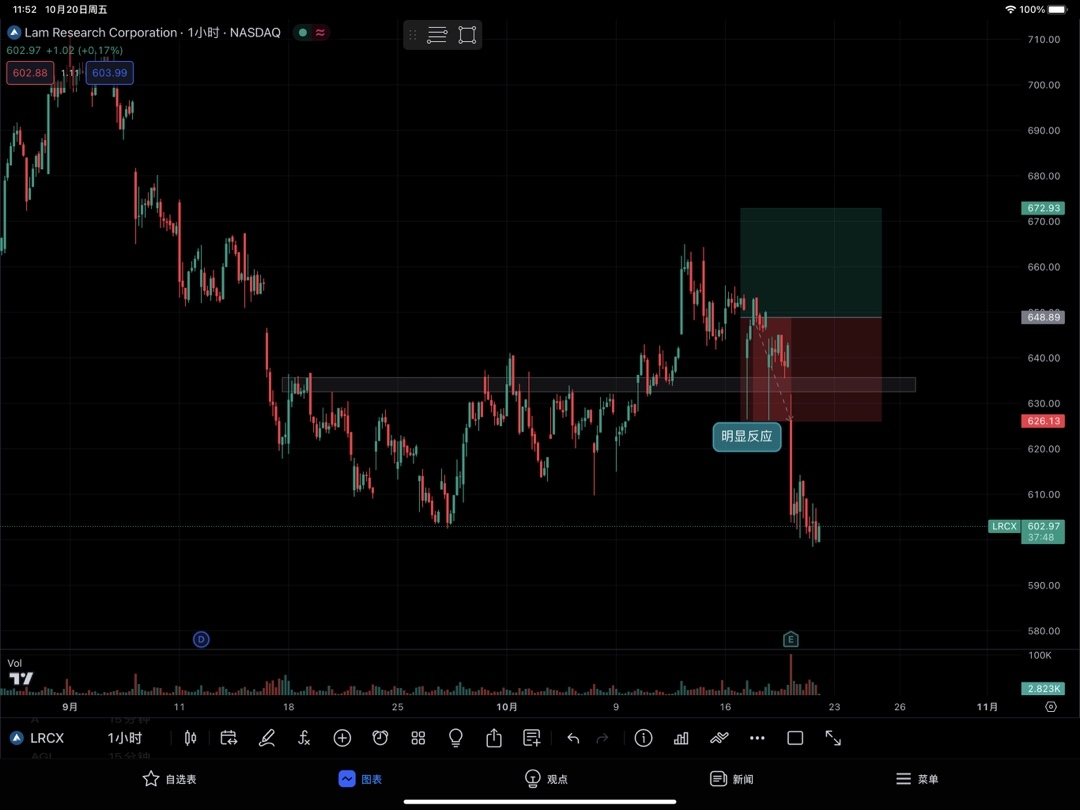 11:52 10月20日周五
100%
Lam Research Corporation · 1小时 · NASDAQ
602.97 +1.02 (+0.17%)
602.88 1.11 603.99
710.00
700.00
690.00
680.00
672.93
670.00
660.00
648.89
640.00
630.00
626.13
明显反应
620.00
610.00
LRCX 602.97
37:48
590.00
580.00
D
E
Vol
100K
2.823K
9月 11 18 25 10月 9 16 23 26 11月
LRCX 1小时
自选表 图表 观点 新闻 菜单